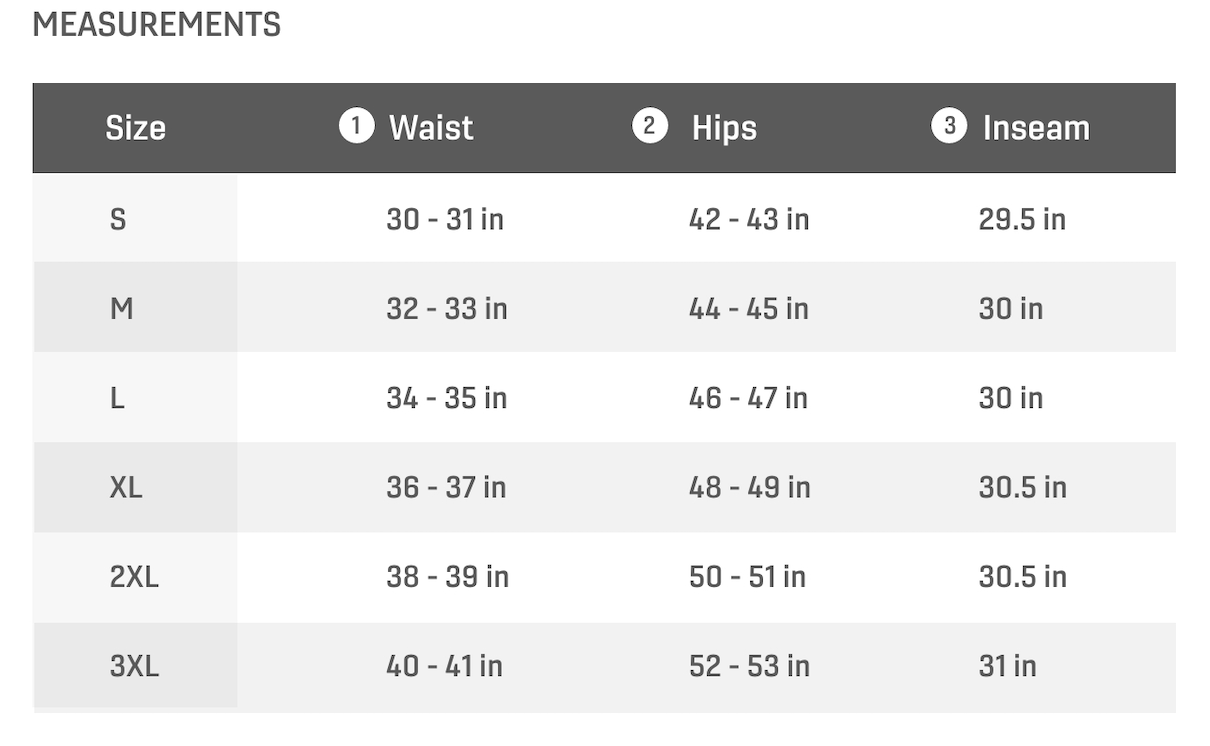 MEASUREMENTS
Size 1 Waist 2 Hips 3 Inseam
S 30 - 31 in 42 - 43 in 29.5 in
M 32 - 33 in 44 - 45 in 30 in
L 34 - 35 in 46 - 47 in 30 in
XL 36 - 37 in 48 - 49 in 30.5 in
2XL 38 - 39 in 50 - 51 in 30.5 in
3XL 40 - 41 in 52 - 53 in 31 in